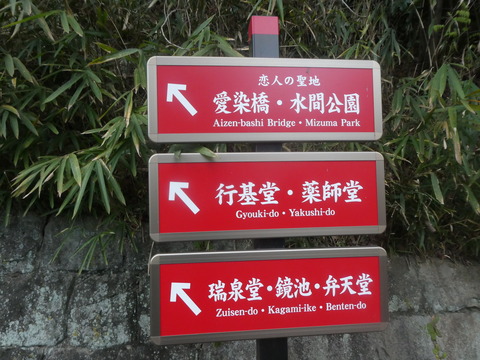 恋人の聖地
愛染橋・水間公園
Aizen-bashi Bridge・Mizuma Park
行基堂・薬師堂
Gyouki-do・Yakushi-do
瑞泉堂・鏡池・弁天堂
Zuisen-do・Kagami-ike・Benten-do